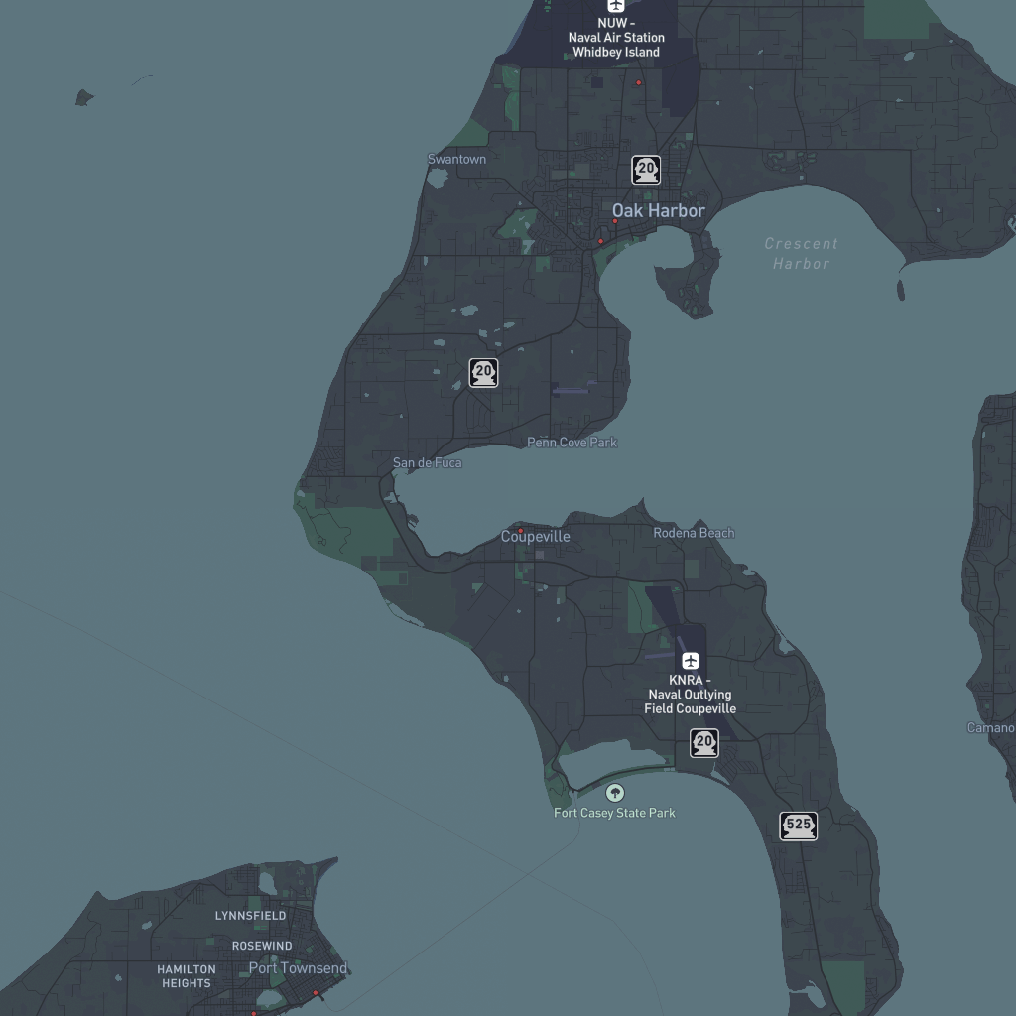 NUW -
Naval Air Station
Whidbey Island
Swantown
20
Oak Harbor
Crescent
Harbor
20
Penn Cove Park
San de Fuca
Coupeville
Rodena Beach
KNRA -
Naval Outlying
Field Coupeville
Camano
20
Fort Casey State Park
525
LYNNSFIELD
ROSEWIND
Port Townsend
HAMILTON
HEIGHTS